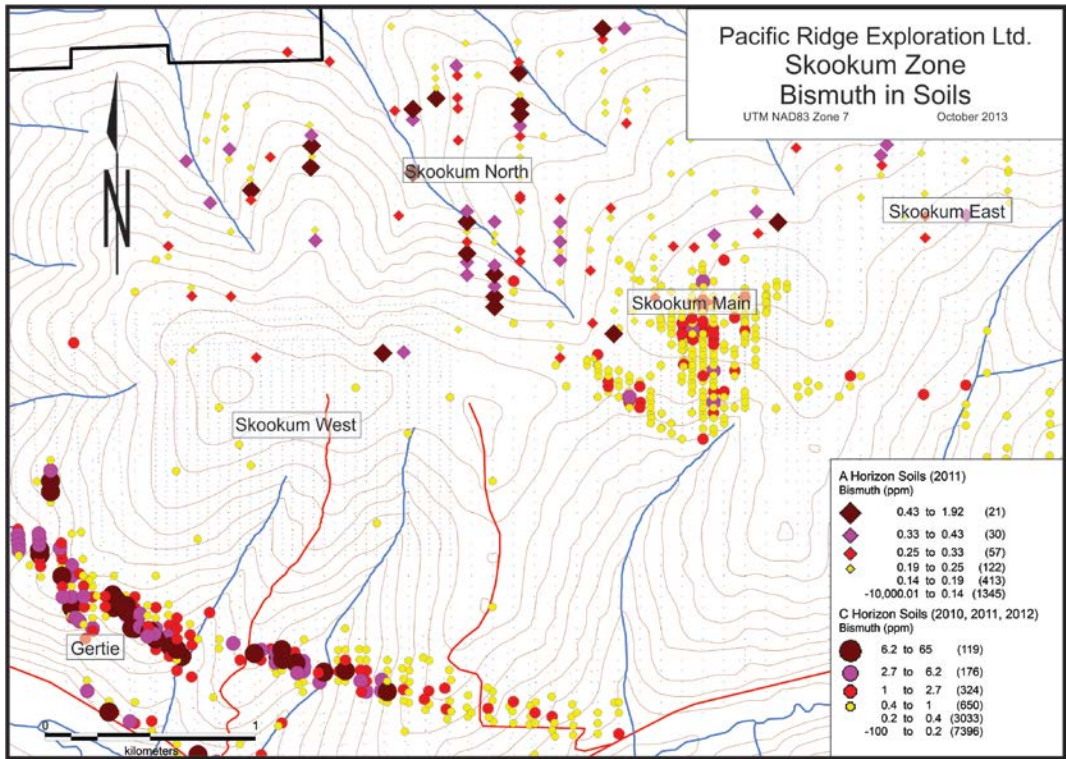 Pacific Ridge Exploration Ltd.
Skookum Zone
Bismuth in Soils
UTM NAD83 Zone 7 October 2013
N
Skookum North
Skookum East
Skookum Main
Skookum West
Gertie
0 1
kilometers
A Horizon Soils (2011)
Bismuth (ppm)
0.43 to 1.92 (21)
0.33 to 0.43 (30)
0.25 to 0.33 (57)
0.19 to 0.25 (122)
0.14 to 0.19 (413)
-10,000.01 to 0.14 (1345)
C Horizon Soils (2010, 2011, 2012)
Bismuth (ppm)
6.2 to 65 (119)
2.7 to 6.2 (176)
1 to 2.7 (324)
0.4 to 1 (650)
0.2 to 0.4 (3033)
-100 to 0.2 (7396)